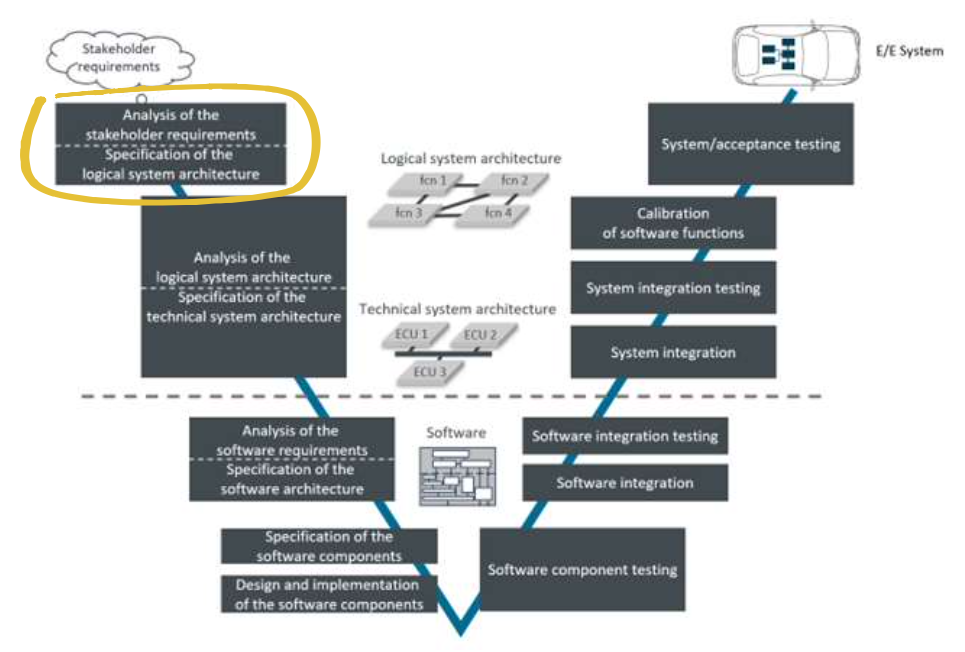 Stakeholder
requirements
E/E System
Analysis of the
stakeholder requirements
Specification of the
logical system architecture
System/acceptance testing
Logical system architecture
fcn 1
fcn 2
fcn 3
fcn 4
Calibration
of software functions
Analysis of the
logical system architecture
Specification of the
technical system architecture
System integration testing
Technical system architecture
ECU 1
ECU 2
ECU 3
System integration
Analysis of the
software requirements
Specification of the
software architecture
Software
Software integration testing
Software integration
Specification of the
software components
Design and implementation
of the software components
Software component testing